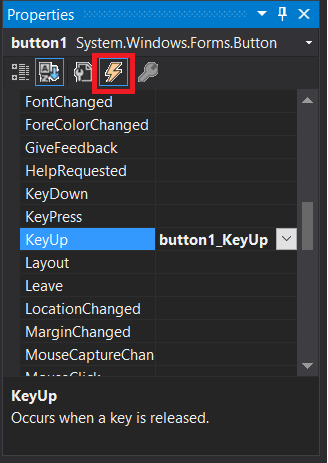 Properties
button1 System.Windows.Forms.Button
FontChanged
ForeColorChanged
GiveFeedback
HelpRequested
KeyDown
KeyPress
KeyUp button1_KeyUp
Layout
Leave
LocationChanged
MarginChanged
MouseCaptureChan
MouseClick
KeyUp
Occurs when a key is released.